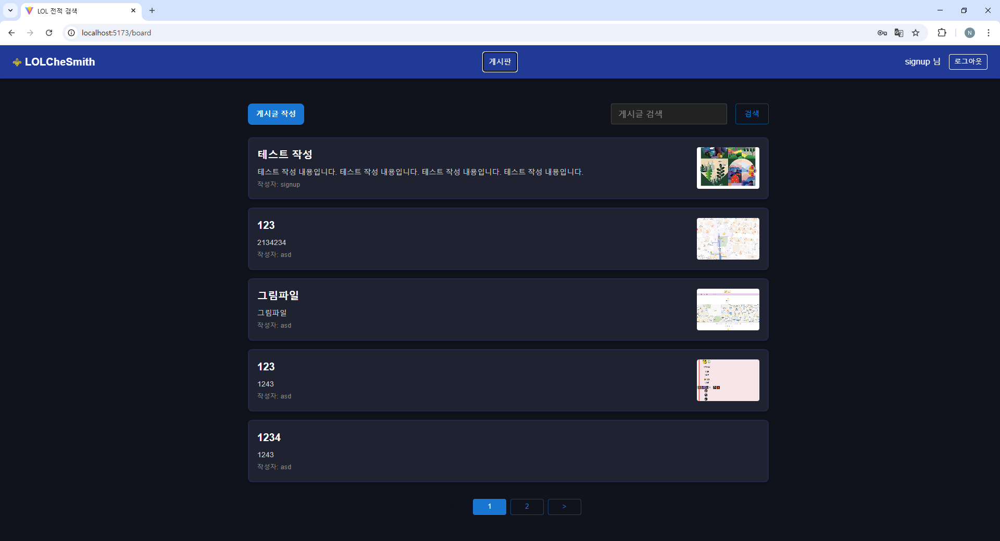 LOL 전적 검색
localhost:5173/board
N
LOLCheSmith
게시판
signup 님
로그아웃
게시글 작성
게시글 검색
검색
테스트 작성
테스트 작성 내용입니다. 테스트 작성 내용입니다. 테스트 작성 내용입니다. 테스트 작성 내용입니다.
작성자: signup
123
2134234
작성자: asd
그림파일
그림파일
작성자: asd
123
1243
작성자: asd
1234
1243
작성자: asd
1
2
>